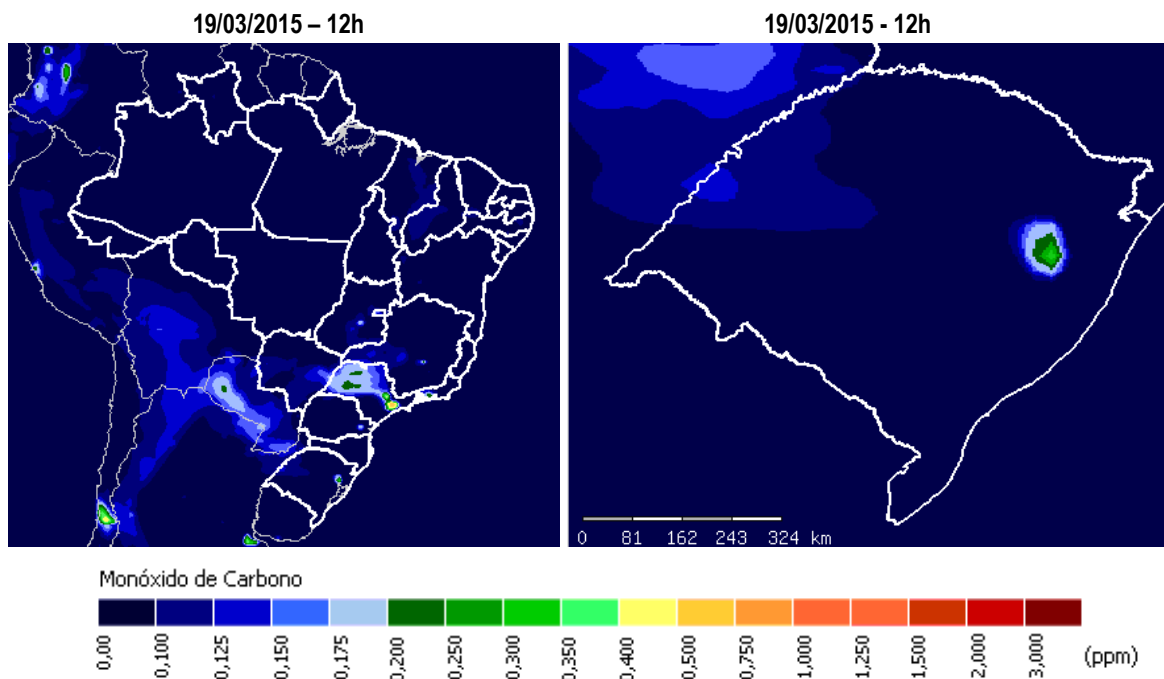 19/03/2015 – 12h
19/03/2015 - 12h
0 81 162 243 324 km
Monóxido de Carbono
0,00 0,100 0,125 0,150 0,175 0,200 0,250 0,300 0,350 0,400 0,500 0,750 1,000 1,250 1,500 2,000 3,000 (ppm)